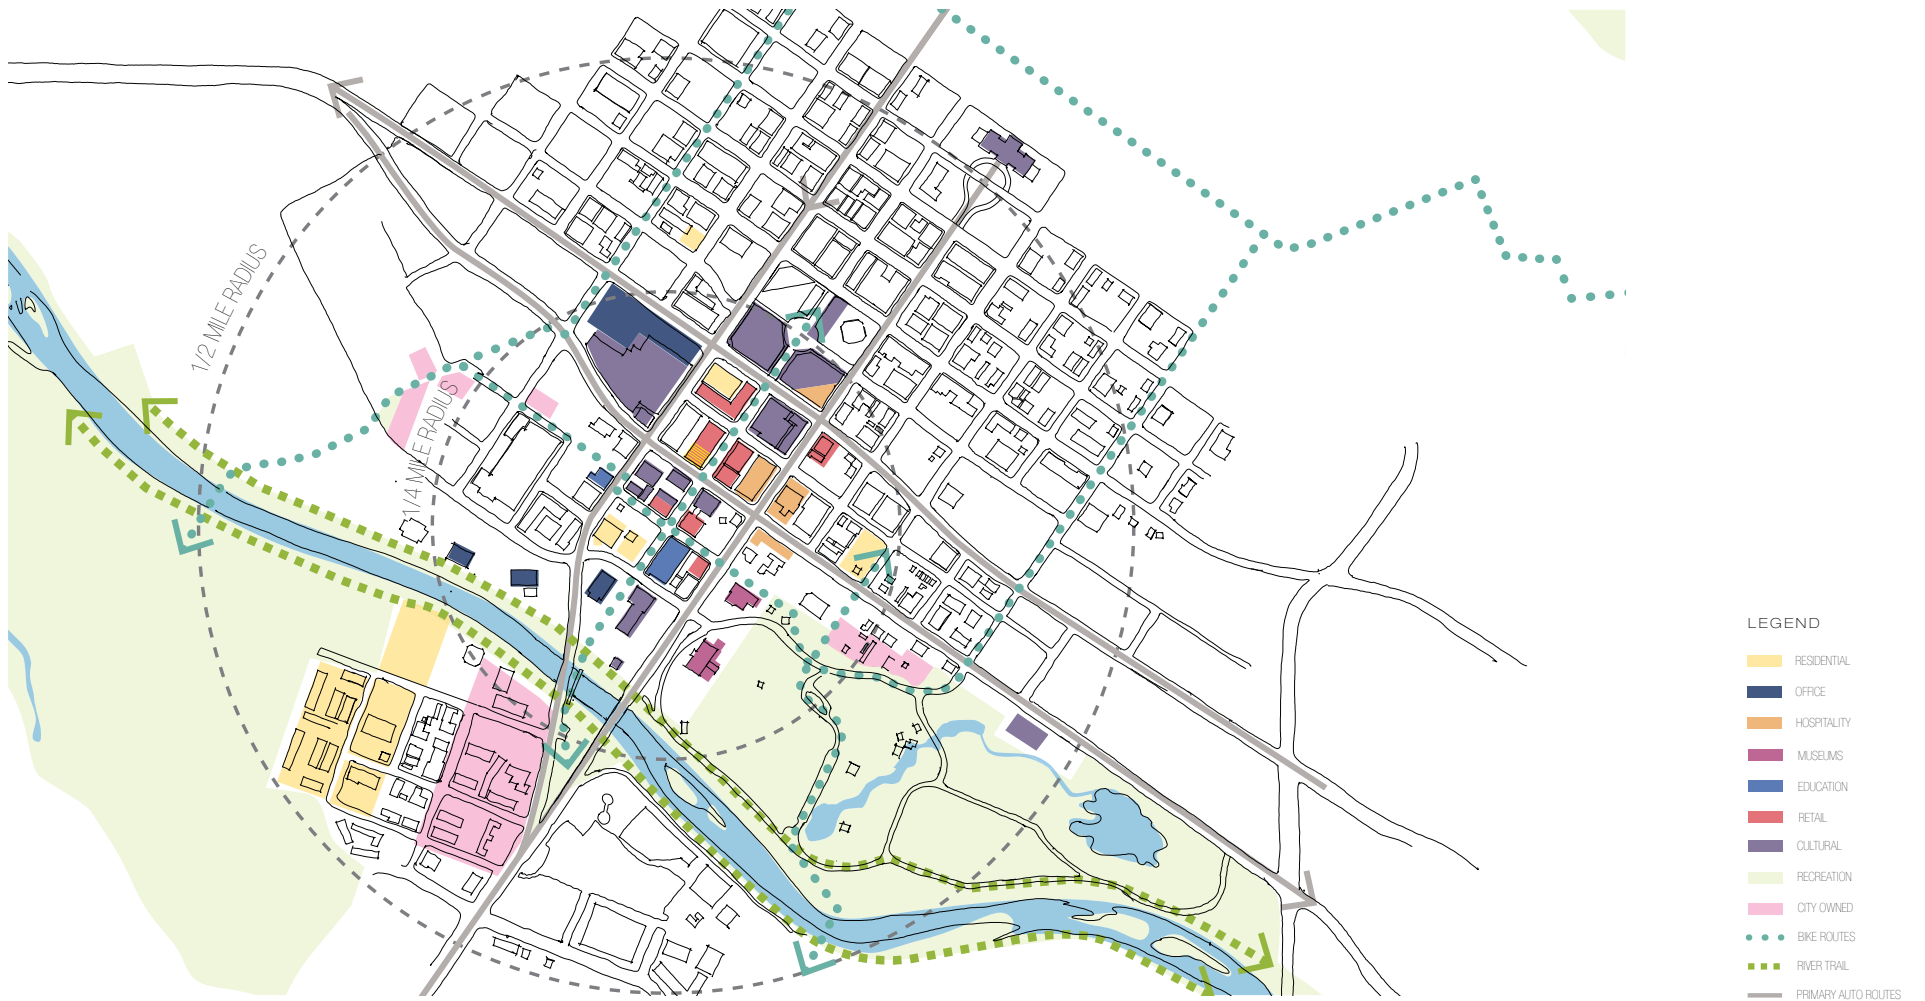 1/2 MILE RADIUS
1/4 MILE RADIUS
LEGEND
RESIDENTIAL
OFFICE
HOSPITALITY
MUSEUMS
EDUCATION
RETAIL
CULTURAL
RECREATION
CITY OWNED
BIKE ROUTES
RIVER TRAIL
PRIMARY AUTO ROUTES